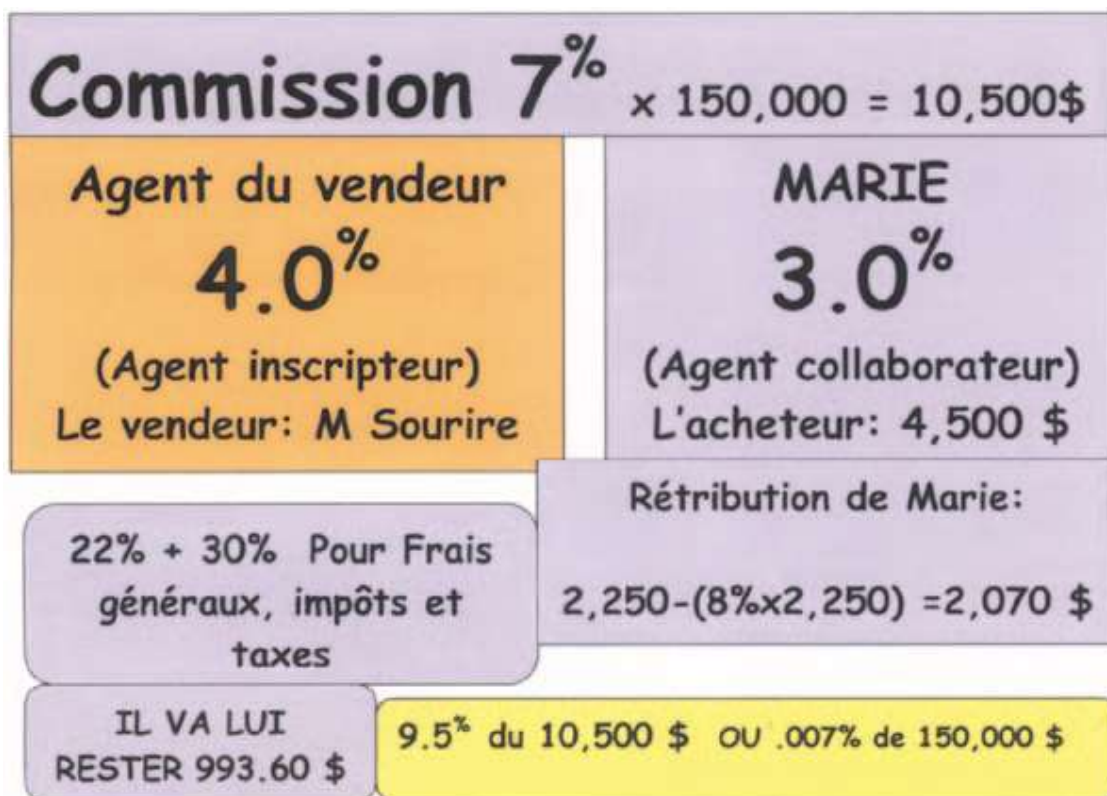 Commission 7% x 150,000 = 10,500$
Agent du vendeur
4.0%
(Agent inscripteur)
Le vendeur: M Sourire
MARIE
3.0%
(Agent collaborateur)
L'acheteur: 4,500 $
Rétribution de Marie:
2,250-(8%x2,250) =2,070 $
22% + 30% Pour Frais
généraux, impôts et
taxes
IL VA LUI
RESTER 993.60 $
9.5% du 10,500 $ OU .007% de 150,000 $